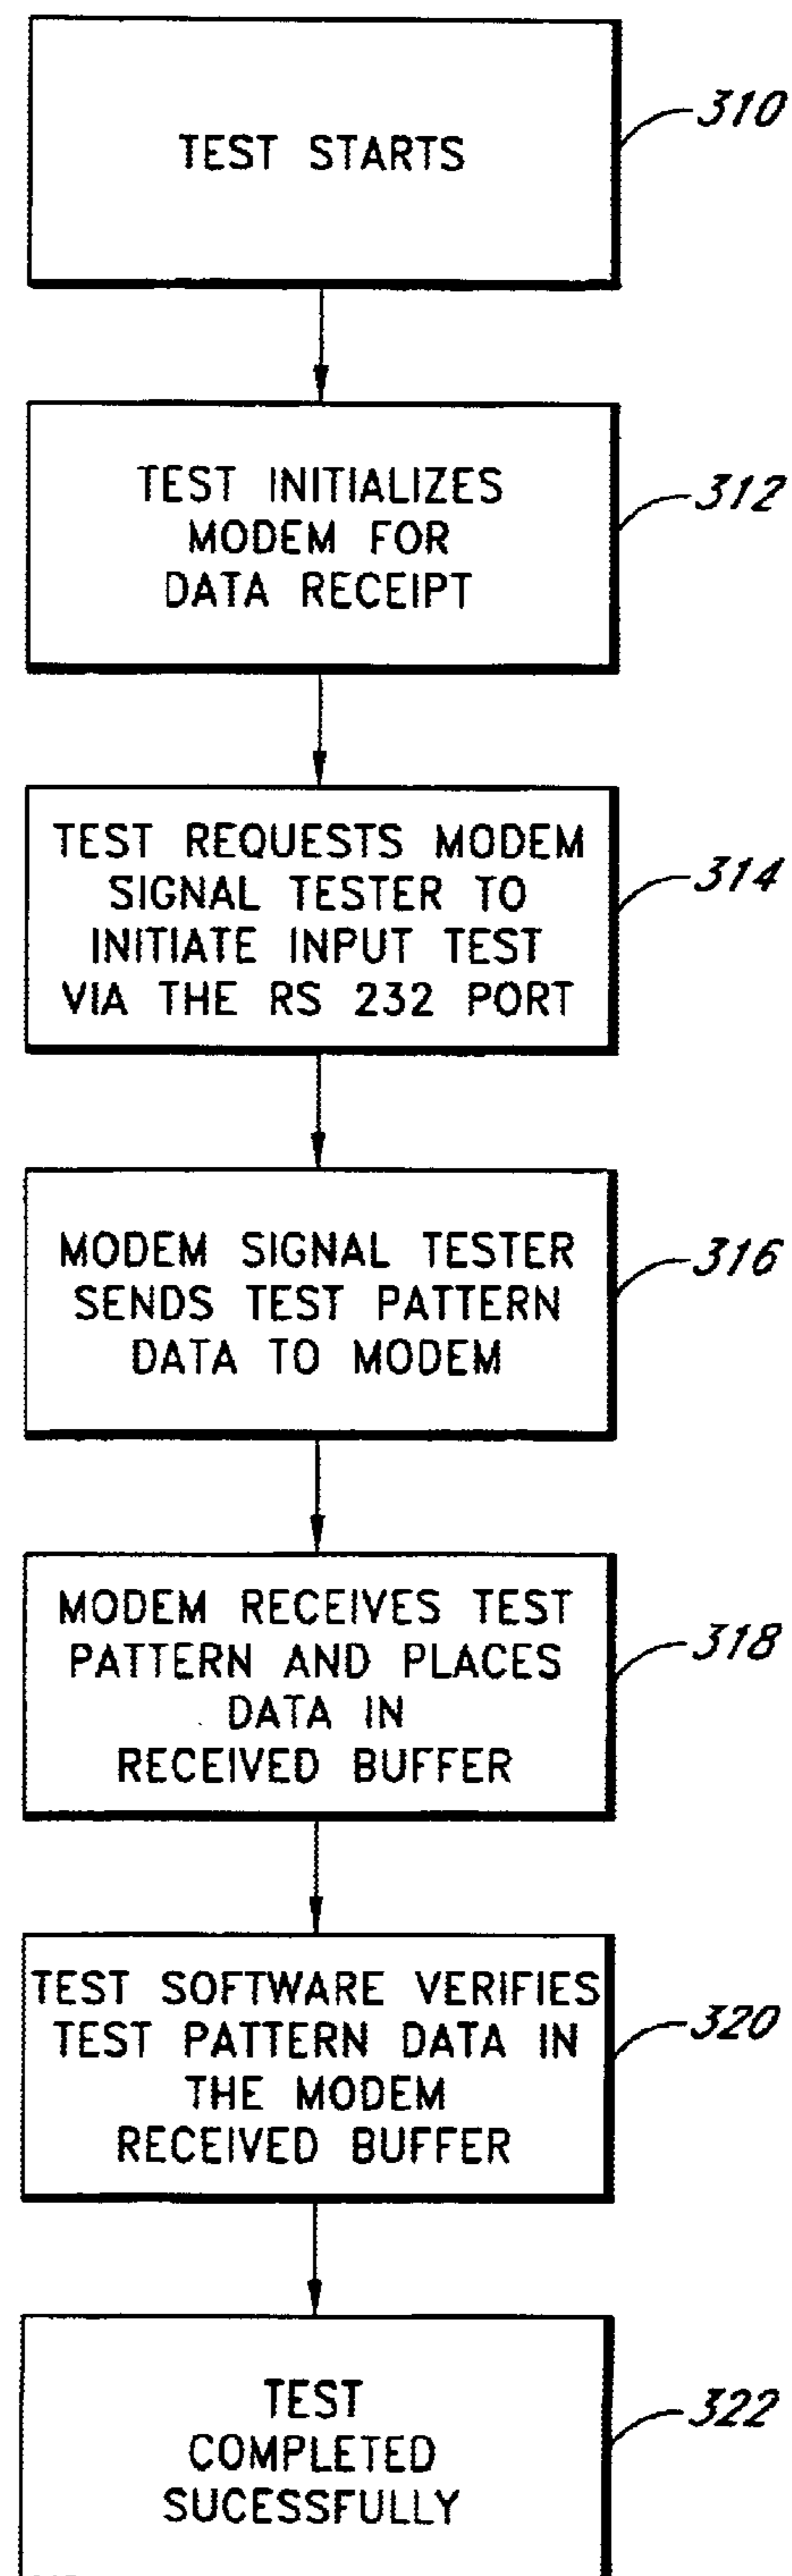 TEST STARTS
310
TEST INITIALIZES
MODEM FOR
DATA RECEIPT
312
TEST REQUESTS MODEM
SIGNAL TESTER TO
INITIATE INPUT TEST
VIA THE RS 232 PORT
314
MODEM SIGNAL TESTER
SENDS TEST PATTERN
DATA TO MODEM
316
MODEM RECEIVES TEST
PATTERN AND PLACES
DATA IN
RECEIVED BUFFER
318
TEST SOFTWARE VERIFIES
TEST PATTERN DATA IN
THE MODEM
RECEIVED BUFFER
320
TEST
COMPLETED
SUCESSFULLY
322